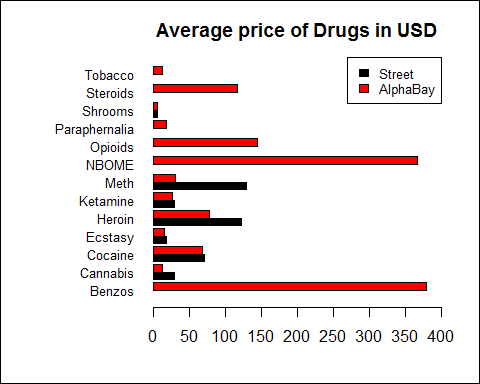 Average price of Drugs in USD
Street
AlphaBay
Tobacco
Steroids
Shrooms
Paraphernalia
Opioids
NBOME
Meth
Ketamine
Heroin
Ecstasy
Cocaine
Cannabis
Benzos
0 50 100 150 200 250 300 350 400